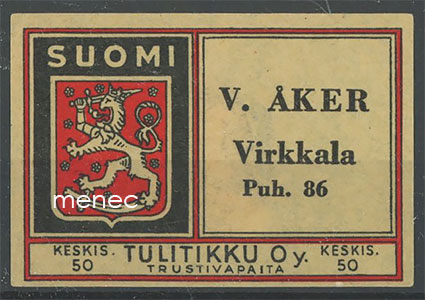 SUOMI
menec
V. ÅKER
Virkkala
Puh. 86
KESKIS.
50
TULITIKKU Oy.
TRUSTIVAPAITA
KESKIS.
50